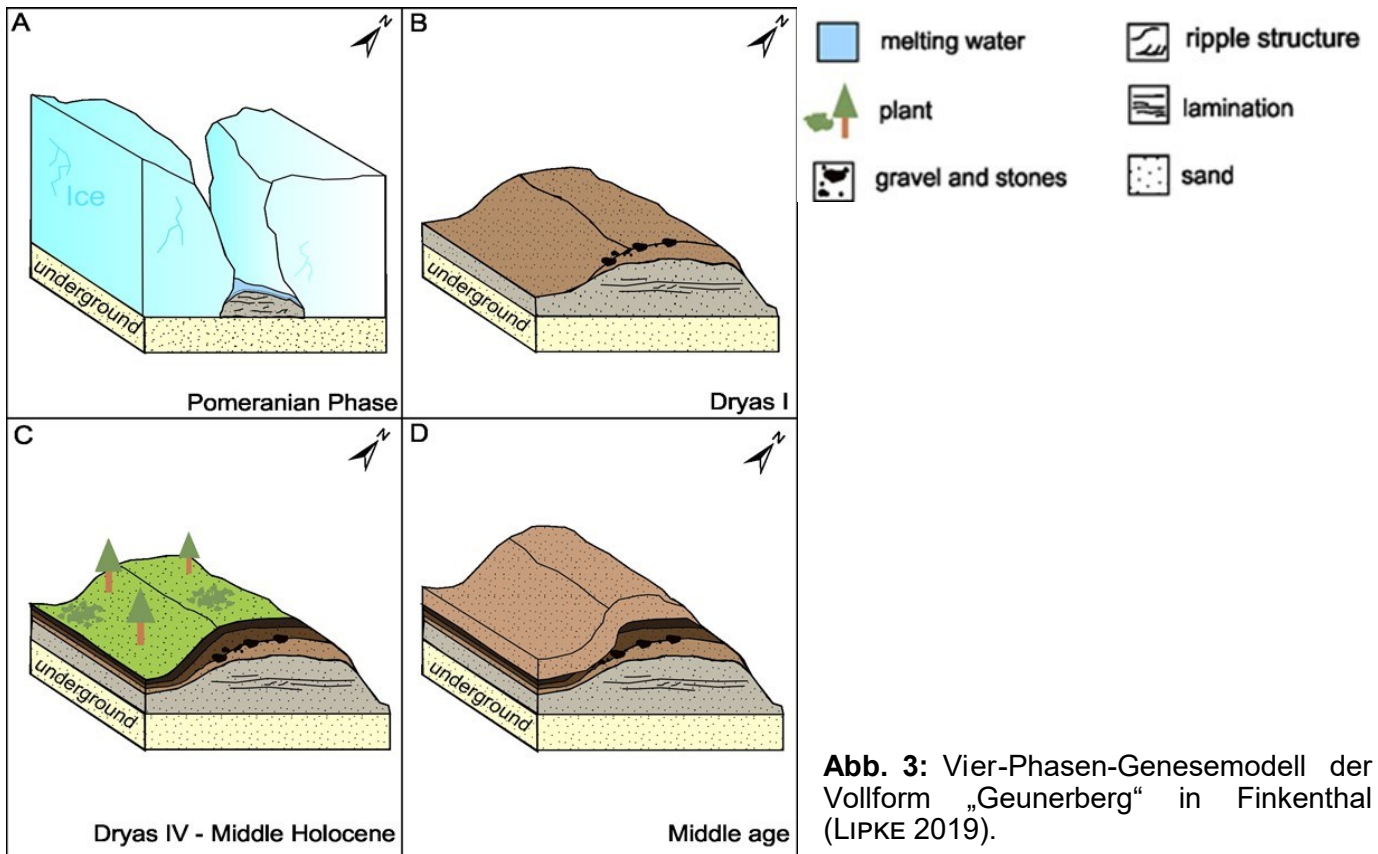 A
N
Ice
underground
Pomeranian Phase
B
N
underground
Dryas I
C
N
underground
Dryas IV - Middle Holocene
D
N
underground
Middle age
melting water
plant
gravel and stones
ripple structure
lamination
sand
Abb. 3: Vier-Phasen-Genesemodell der
Vollform „Geunerberg“ in Finkenthal
(LIPKE 2019).